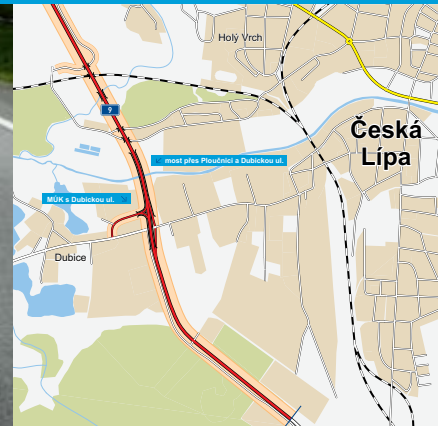 Holý Vrch
9
Česká
Lípa
most přes Ploučnici a Dubickou ul.
MÚK s Dubickou ul.
Dubice